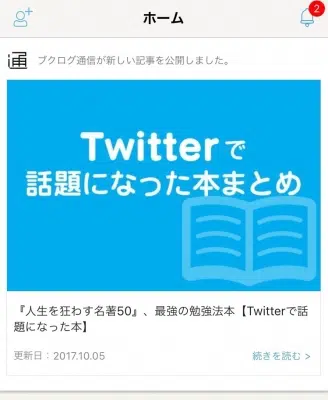 ホーム
2
通
ブクログ通信が新しい記事を公開しました。
Twitterで
話題になった本まとめ
『人生を狂わす名著50』、最強の勉強法本【Twitterで話
題になった本】
更新日：2017.10.05
続きを読む >